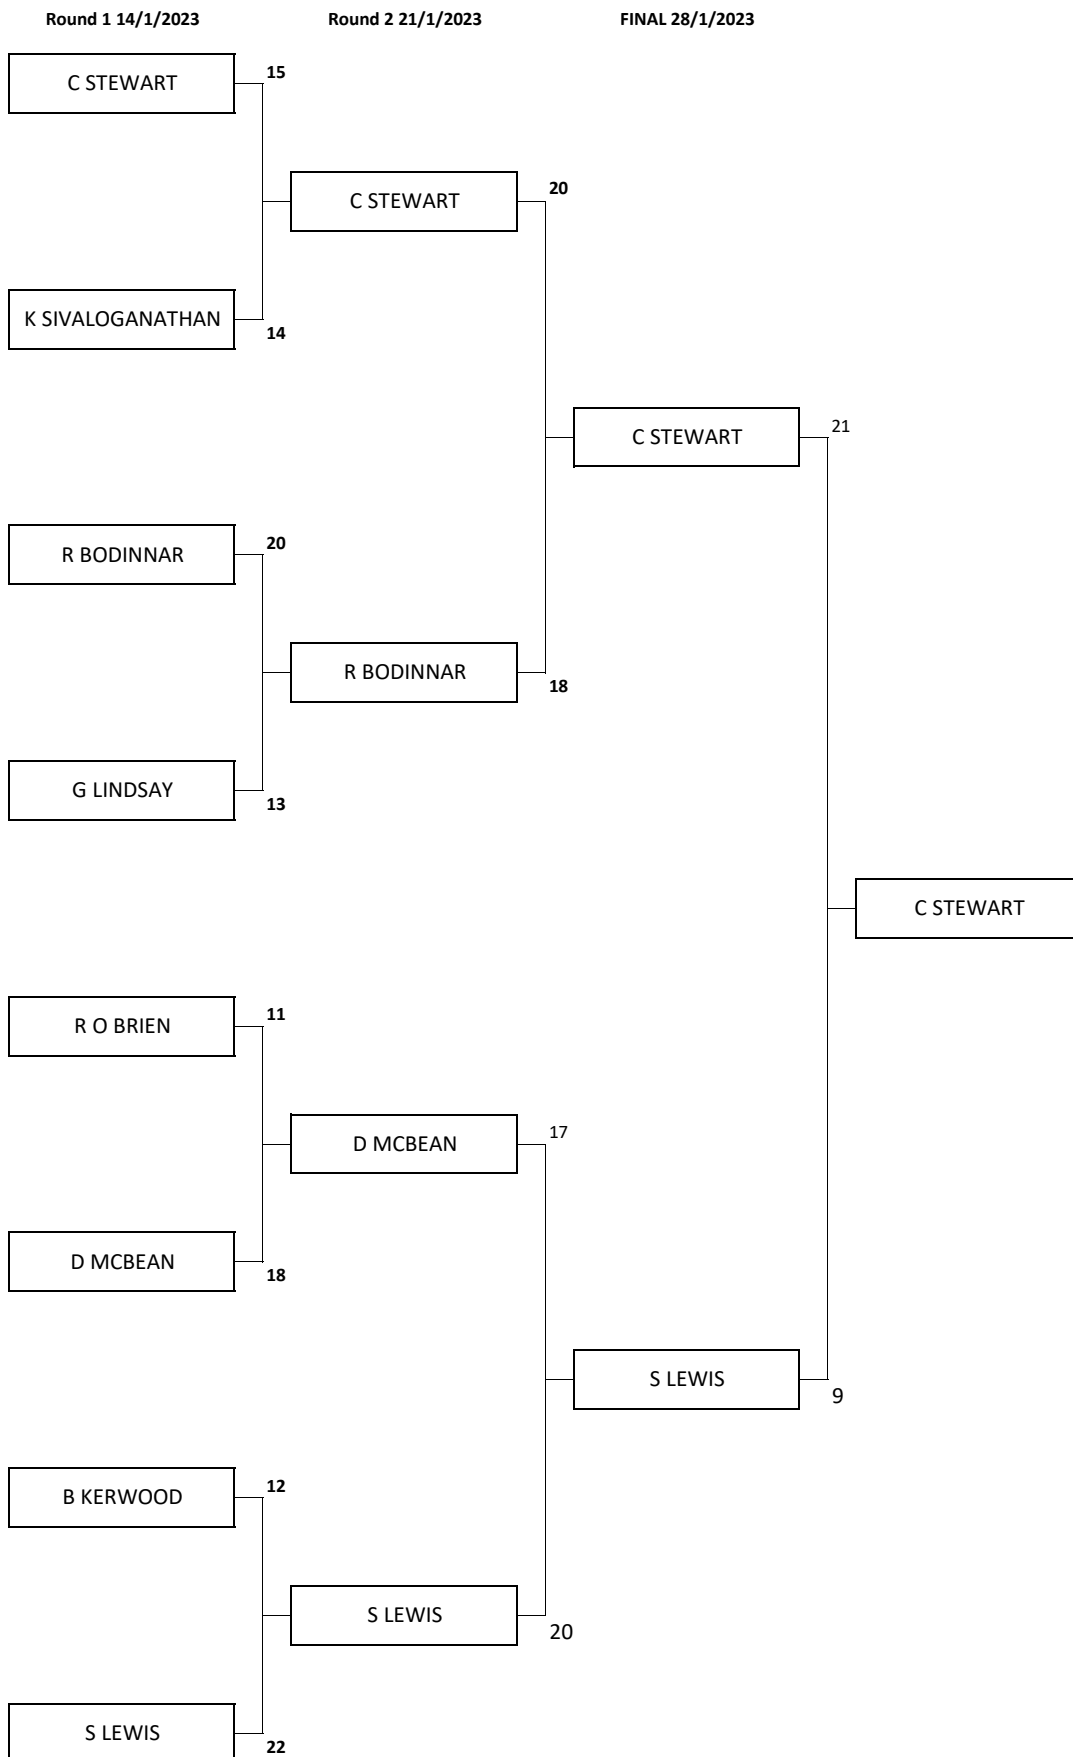 Round 1 14/1/2023
Round 2 21/1/2023
FINAL 28/1/2023
C STEWART
15
C STEWART
20
K SIVALOGANATHAN
14
C STEWART
21
R BODINNAR
20
R BODINNAR
18
G LINDSAY
13
C STEWART
R O BRIEN
11
D MCBEAN
17
D MCBEAN
18
S LEWIS
9
B KERWOOD
12
S LEWIS
20
S LEWIS
22